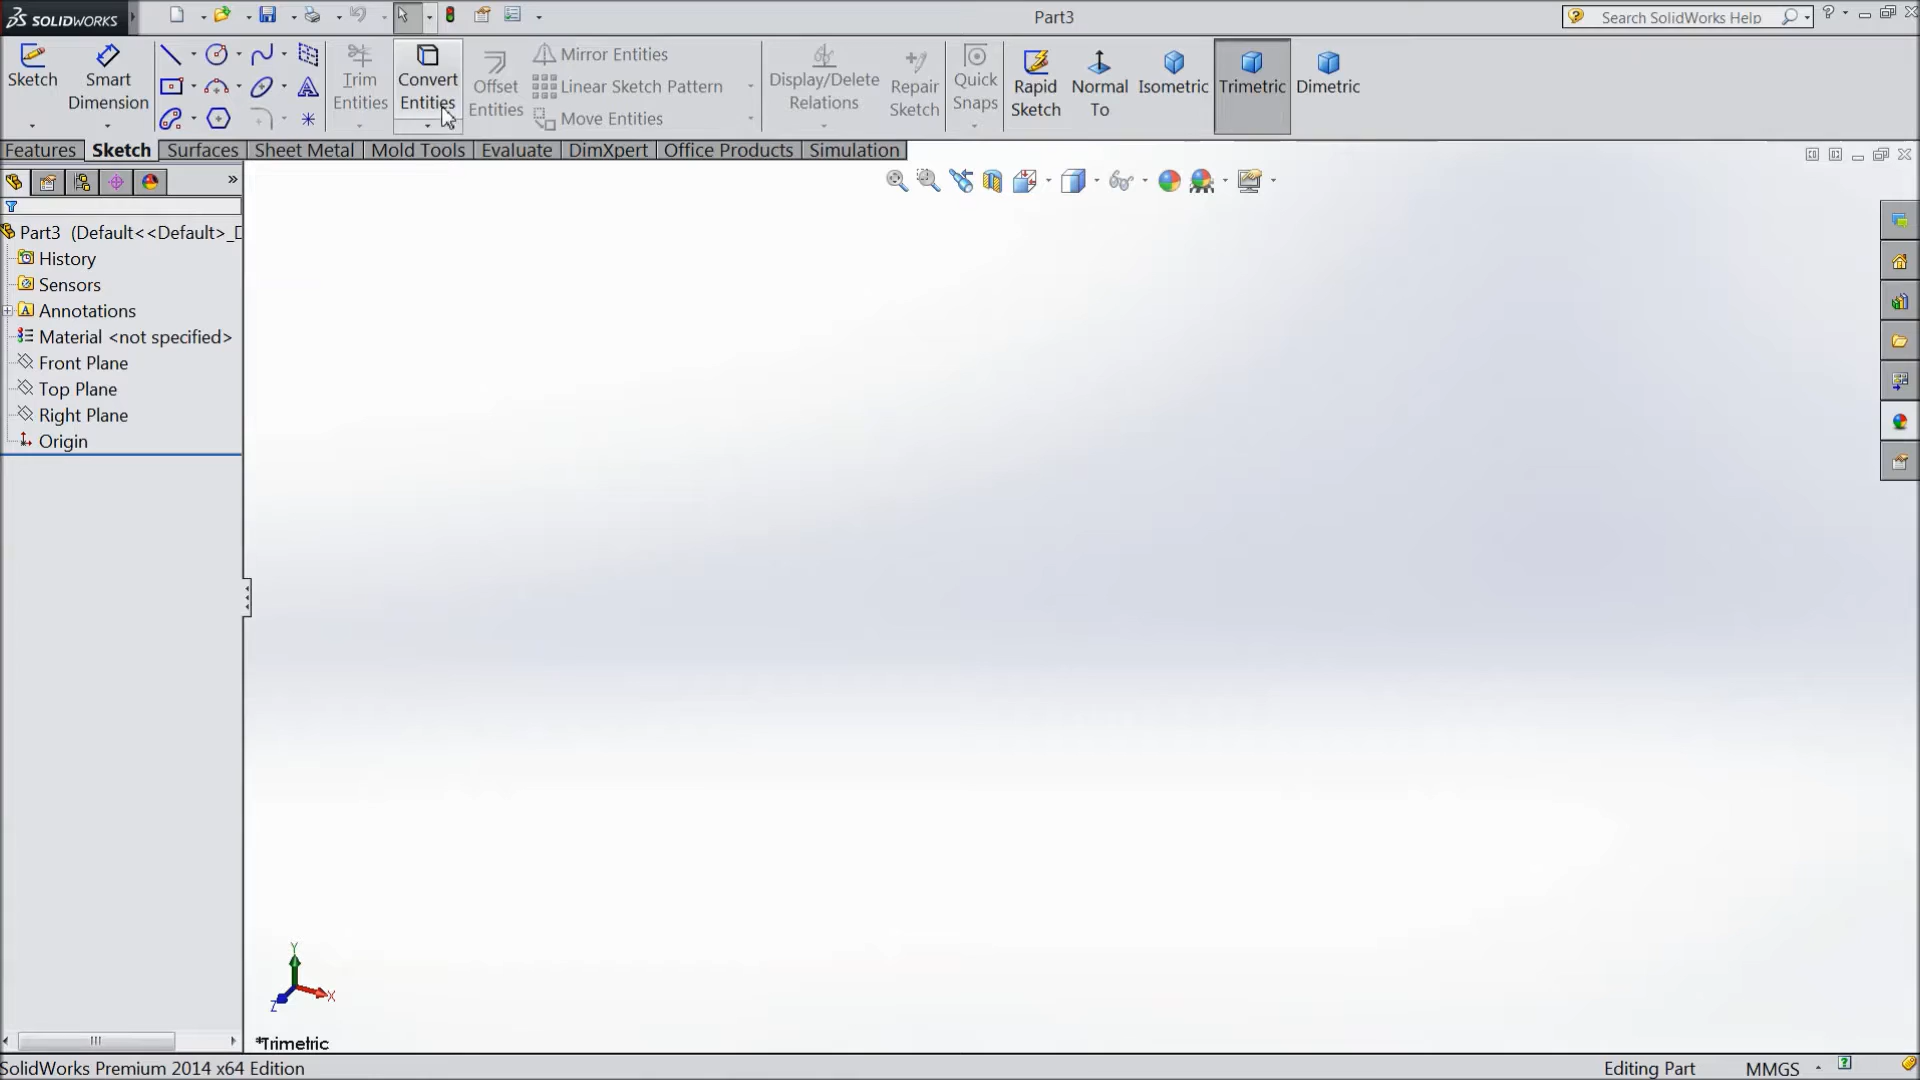 SOLIDWORKS
Part3
Search SolidWorks Help
Sketch
Smart
Dimension
Trim
Entities
Convert
Entities
Offset
Entities
Mirror Entities
Linear Sketch Pattern
Move Entities
Display/Delete
Relations
Repair
Sketch
Quick
Snaps
Rapid
Sketch
Normal
To
Isometric
Trimetric
Dimetric
Features
Sketch
Surfaces
Sheet Metal
Mold Tools
Evaluate
DimXpert
Office Products
Simulation
Part3 (Default<<Default>_D
History
Sensors
Annotations
Material <not specified>
Front Plane
Top Plane
Right Plane
Origin
Y
X
Z
*Trimetric
SolidWorks Premium 2014 x64 Edition
Editing Part
MMGS